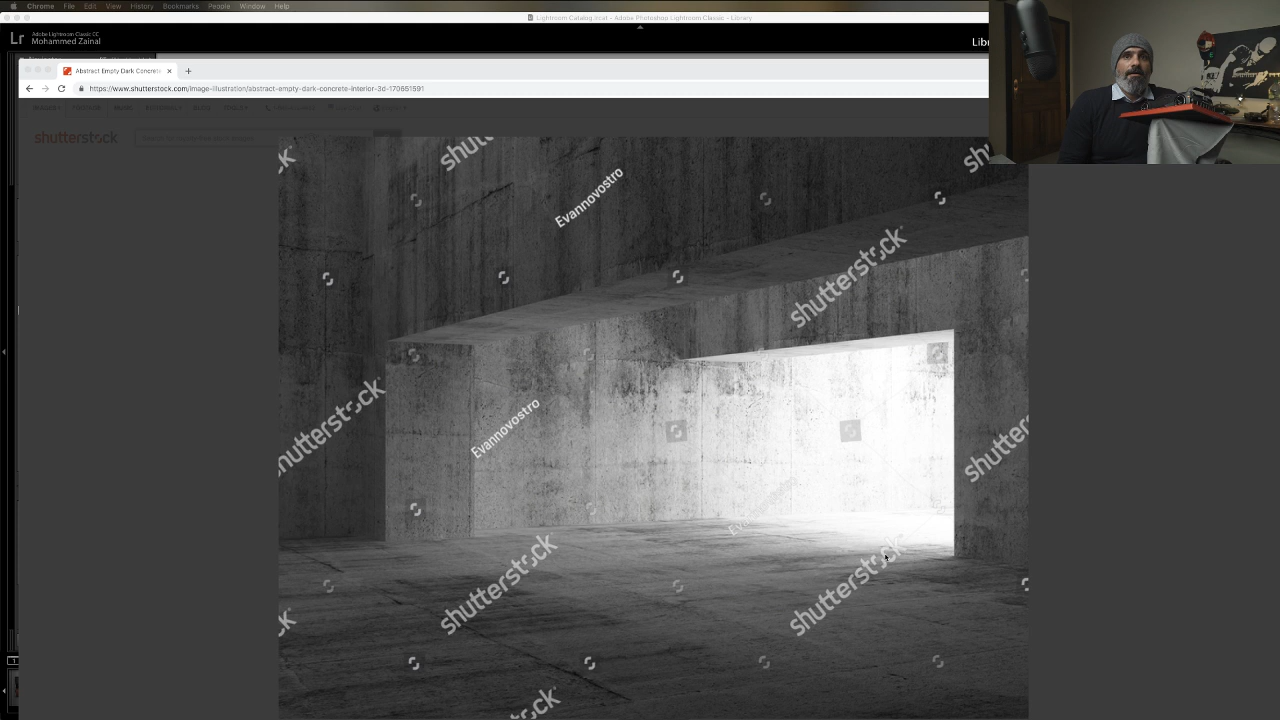 Chrome File Edit View History Bookmarks People Window Help
Lightroom Catalog.lrcat - Adobe Photoshop Lightroom Classic - Library
Lr
Adobe Lightroom Classic CC
Mohammed Zainal
Lib
Abstract Empty Dark Concrete
https://www.shutterstock.com/image-illustration/abstract-empty-dark-concrete-interior-3d-170651591
shutterstock
shutterstock
Evannovostro
shutterstock
shutterstock
Evannovostro
shutterstock
shutterstock
shutterstock